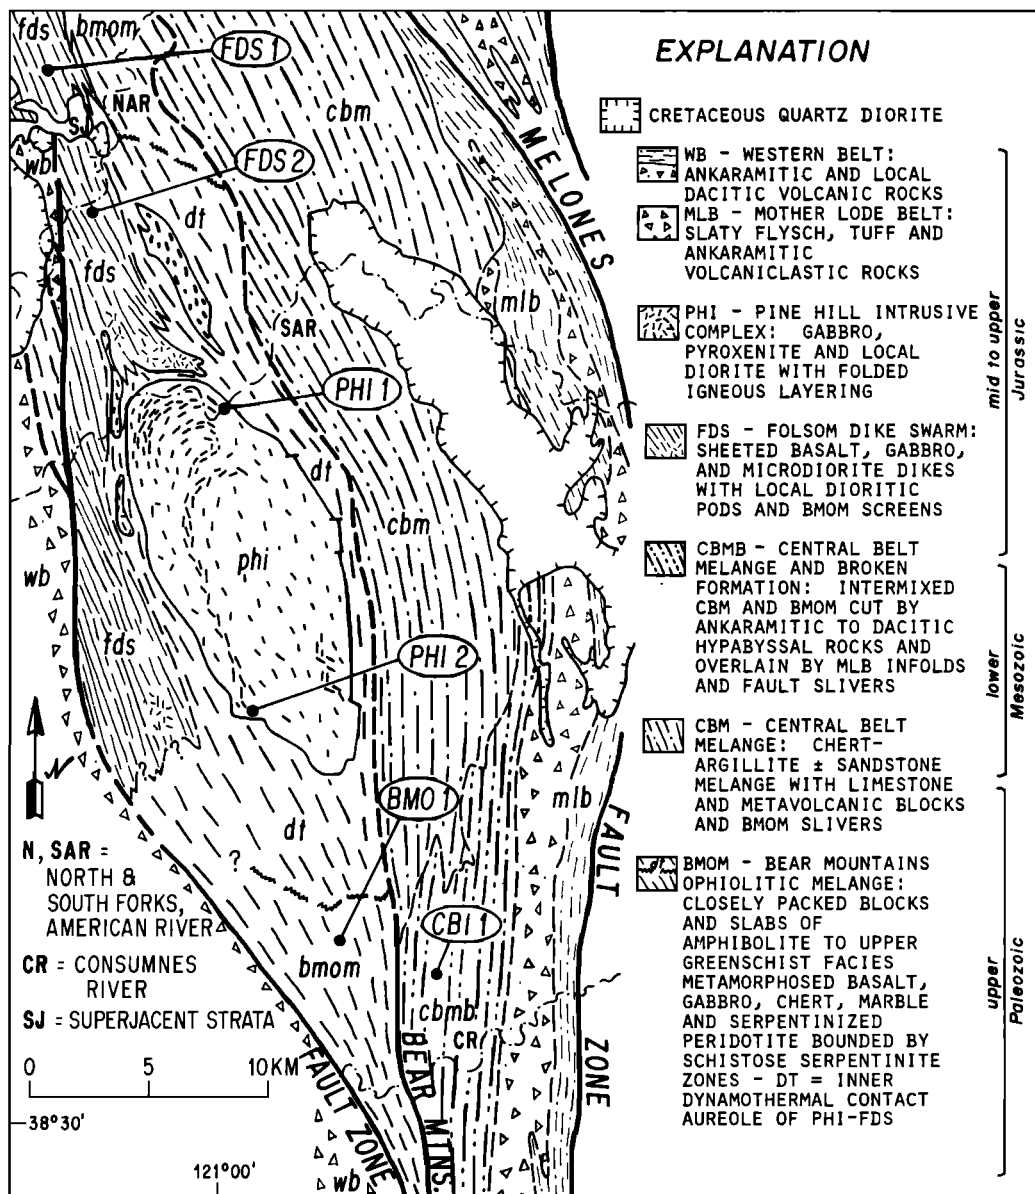 fds
bmom
FDS 1
NAR
SJ
wb
FDS 2
cbm
MELONES
dt
fds
SAR
mlb
PHI 1
dt
cbm
phi
wb
fds
PHI 2
N
?
BMO 1
mlb
FAULT
dt
?
N, SAR =
NORTH &
SOUTH FORKS,
AMERICAN RIVER
CBI 1
bmom
CR = CONSUMNES
RIVER
cbmb
SJ = SUPERJACENT STRATA
CR
ZONE
0 5 10 KM
BEAR MTNS.
FAULT ZONE
38°30'
121°00'
wb
EXPLANATION
CRETACEOUS QUARTZ DIORITE
WB - WESTERN BELT:
ANKARAMITIC AND LOCAL
DACITIC VOLCANIC ROCKS
MLB - MOTHER LODE BELT:
SLATY FLYSCH, TUFF AND
ANKARAMITIC
VOLCANICLASTIC ROCKS
PHI - PINE HILL INTRUSIVE
COMPLEX: GABBRO,
PYROXENITE AND LOCAL
DIORITE WITH FOLDED
IGNEOUS LAYERING
FDS - FOLSOM DIKE SWARM:
SHEETED BASALT, GABBRO,
AND MICRODIORITE DIKES
WITH LOCAL DIORITIC
PODS AND BMOM SCREENS
mid to upper
Jurassic
CBMB - CENTRAL BELT
MELANGE AND BROKEN
FORMATION: INTERMIXED
CBM AND BMOM CUT BY
ANKARAMITIC TO DACITIC
HYPABYSSAL ROCKS AND
OVERLAIN BY MLB INFOLDS
AND FAULT SLIVERS
lower
Mesozoic
CBM - CENTRAL BELT
MELANGE: CHERT-
ARGILLITE ± SANDSTONE
MELANGE WITH LIMESTONE
AND METAVOLCANIC BLOCKS
AND BMOM SLIVERS
BMOM - BEAR MOUNTAINS
OPHIOLITIC MELANGE:
CLOSELY PACKED BLOCKS
AND SLABS OF
AMPHIBOLITE TO UPPER
GREENSCHIST FACIES
METAMORPHOSED BASALT,
GABBRO, CHERT, MARBLE
AND SERPENTINIZED
PERIDOTITE BOUNDED BY
SCHISTOSE SERPENTINITE
ZONES - DT = INNER
DYNAMOTHERMAL CONTACT
AUREOLE OF PHI-FDS
upper
Paleozoic